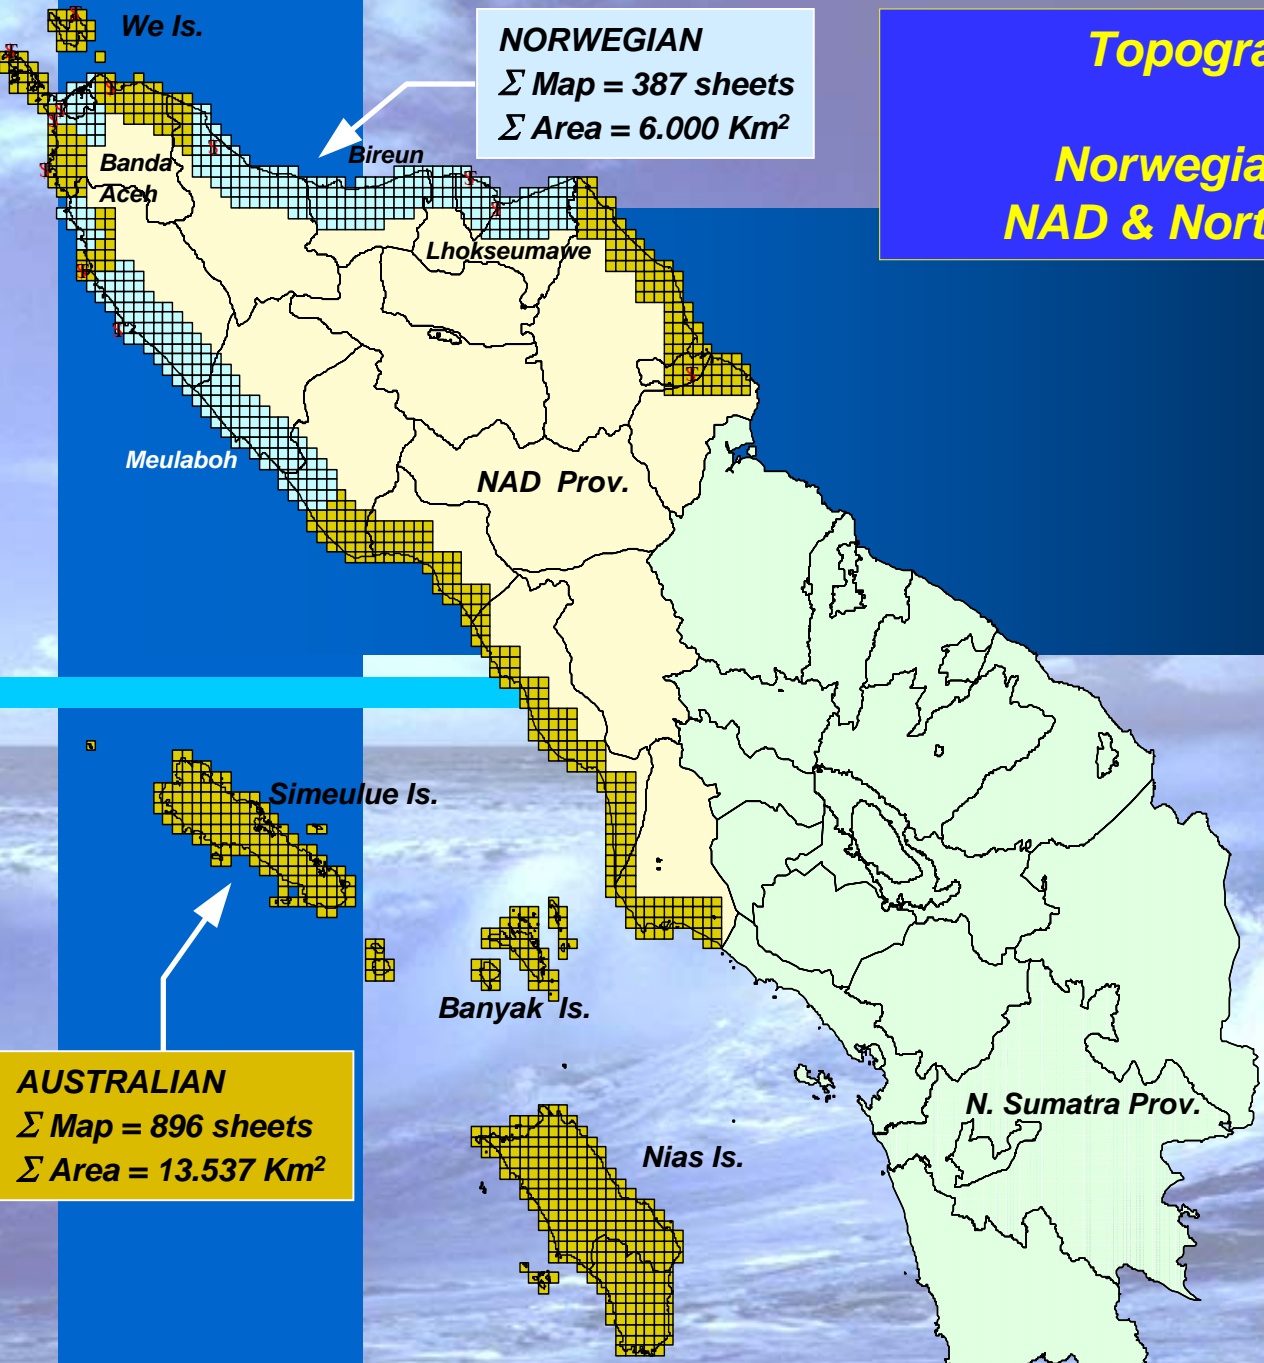 We Is.
NORWEGIAN
Σ Map = 387 sheets
Σ Area = 6.000 Km²
Topogra
Norwegia
NAD & Nort
Banda
Aceh
Bireun
Lhokseumawe
Meulaboh
NAD Prov.
Simeulue Is.
Banyak Is.
AUSTRALIAN
Σ Map = 896 sheets
Σ Area = 13.537 Km²
Nias Is.
N. Sumatra Prov.